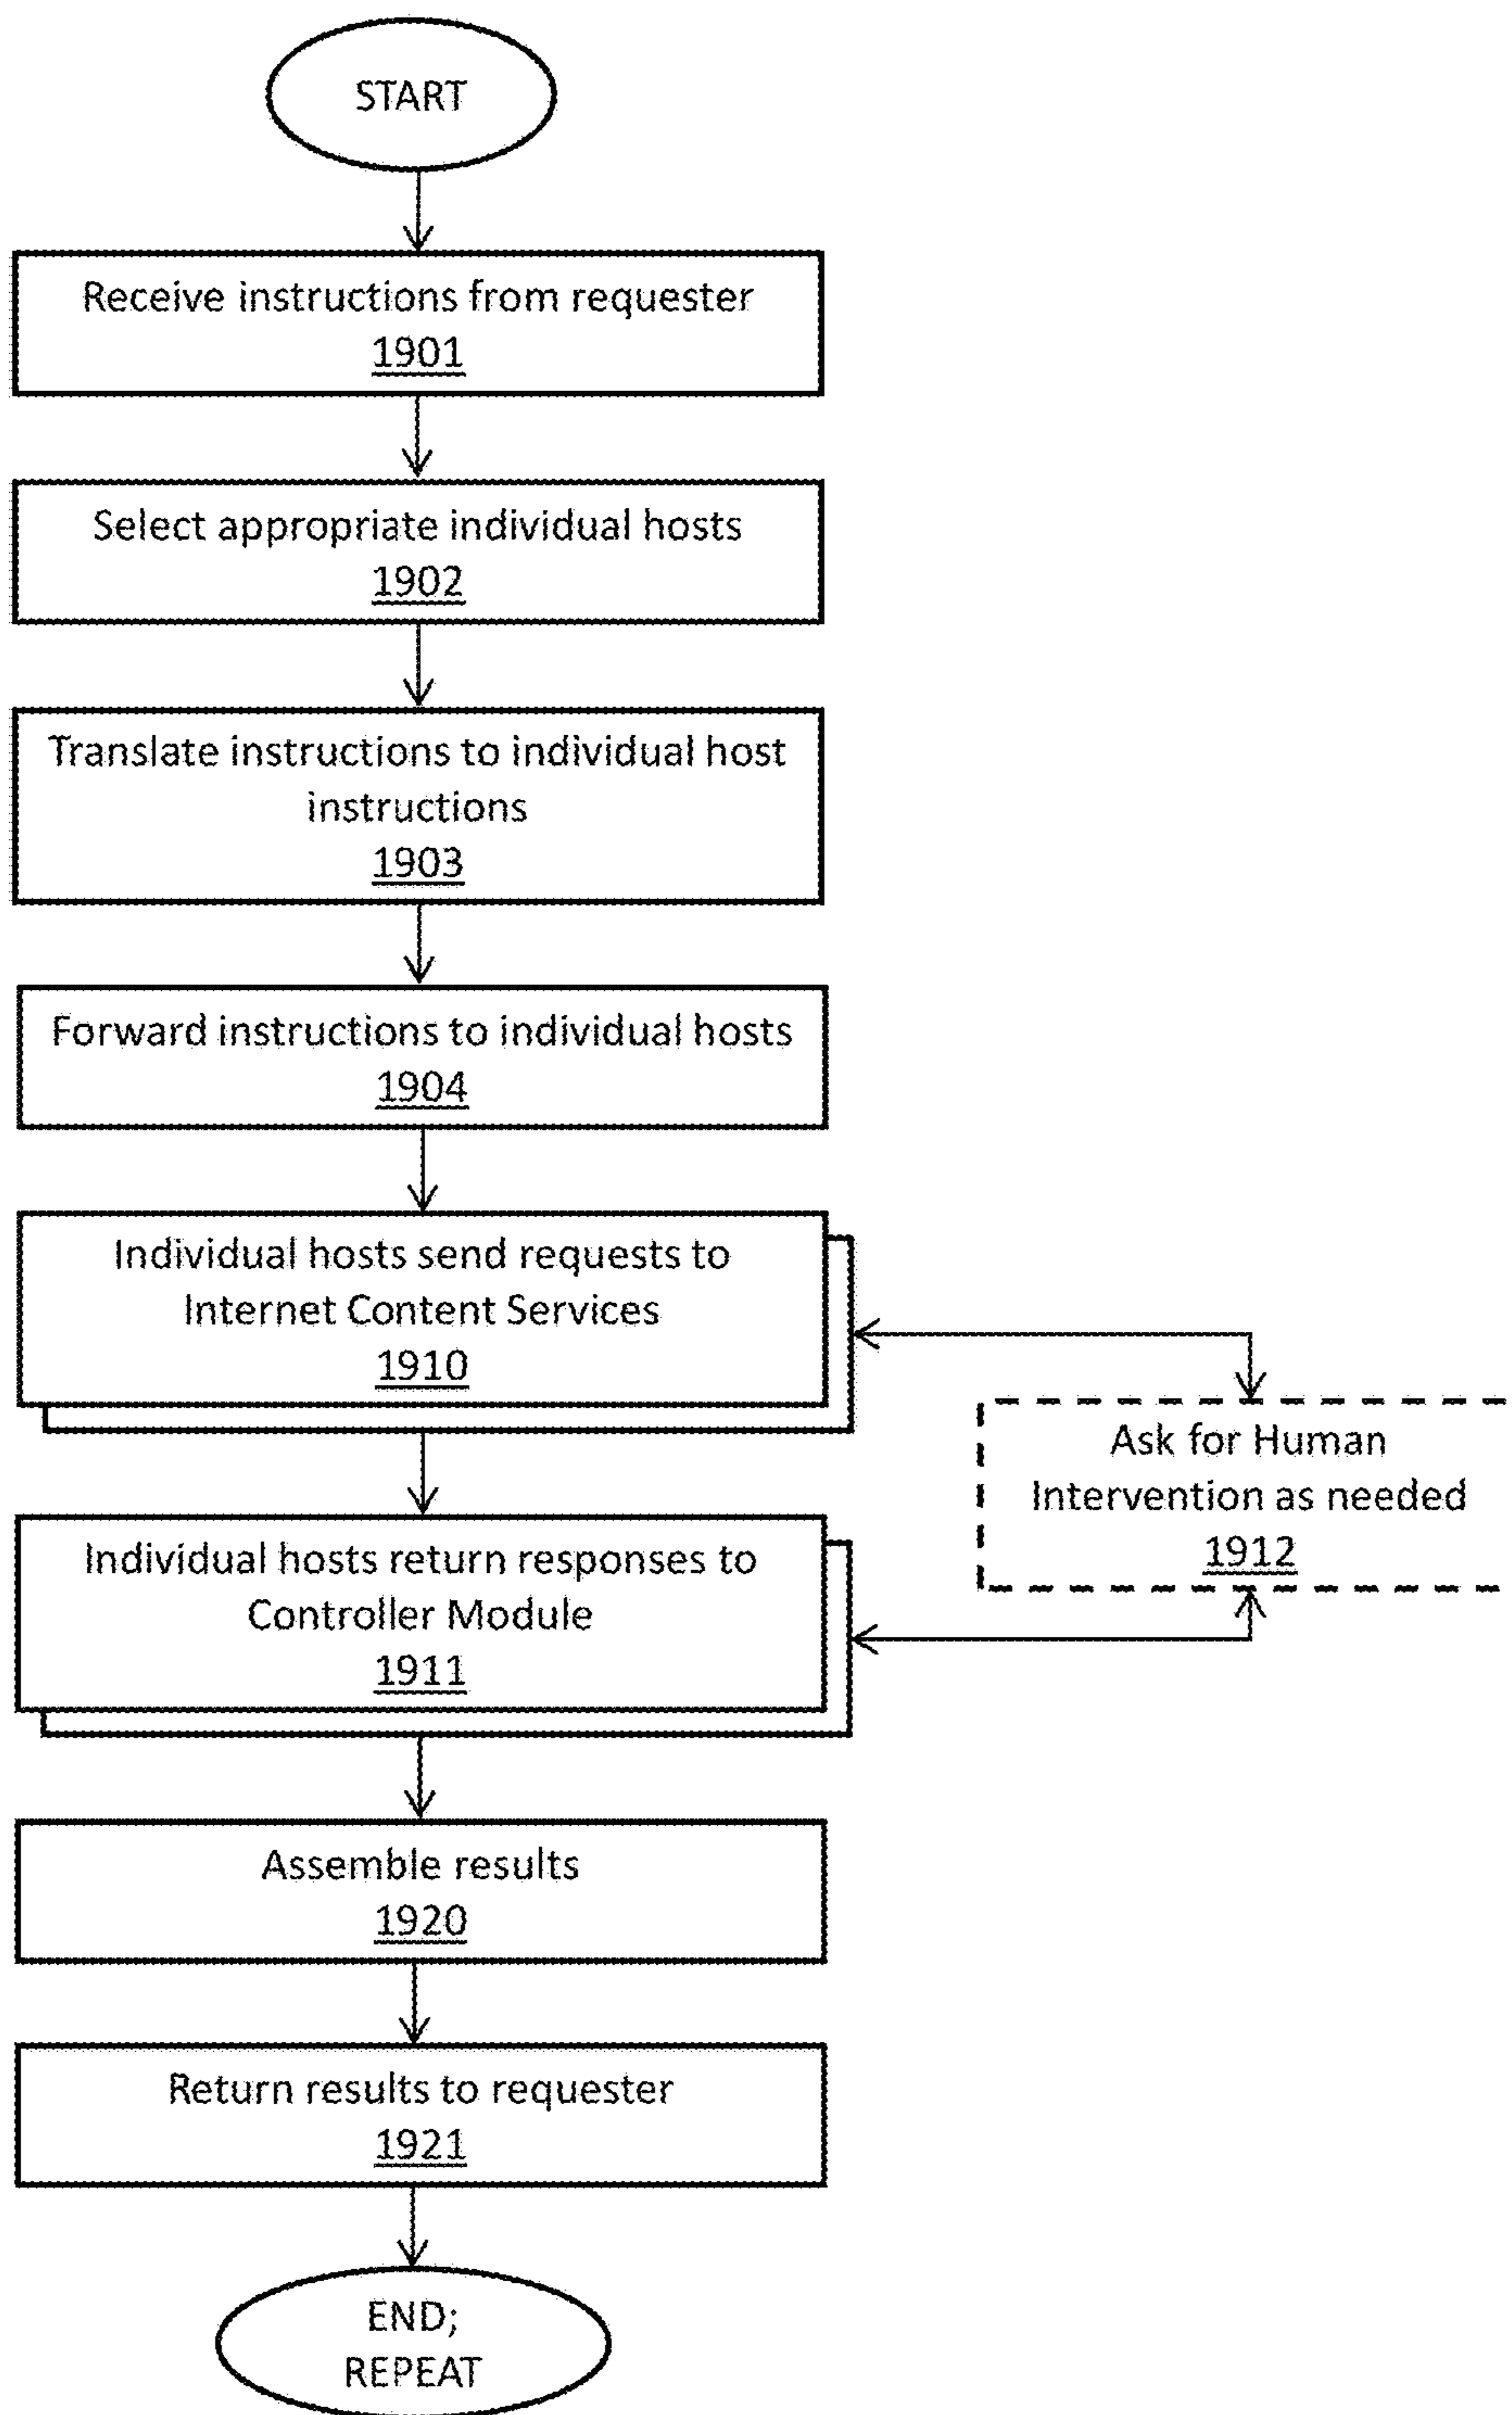 START
Receive instructions from requester
1901
Select appropriate individual hosts
1902
Translate instructions to individual host
instructions
1903
Forward instructions to individual hosts
1904
Individual hosts send requests to
Internet Content Services
1910
Ask for Human
Intervention as needed
1912
Individual hosts return responses to
Controller Module
1911
Assemble results
1920
Return results to requester
1921
END;
REPEAT